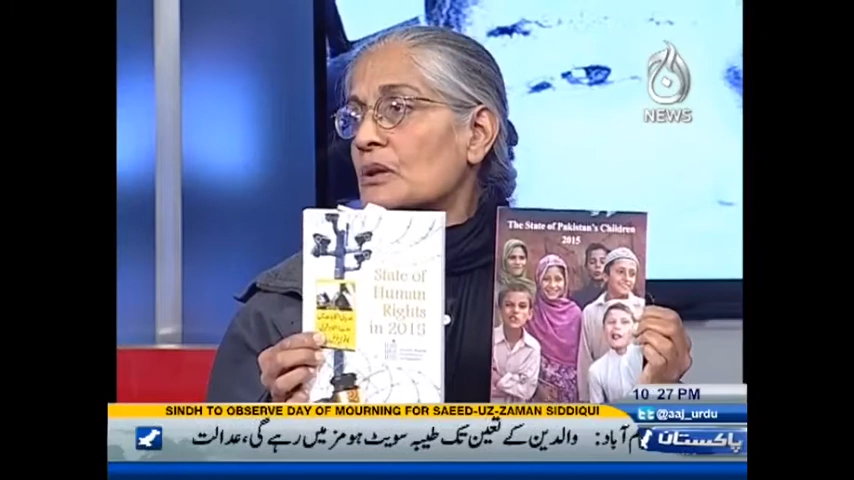 NEWS
The State of Pakistan's Children
2015
State of
Human
Rights
in 2015
10 27 PM
SINDH TO OBSERVE DAY OF MOURNING FOR SAEED-UZ-ZAMAN SIDDIQUI
@aaj_urdu
م آباد: والدین کے تعین تک طیبہ سویٹ ہومز میں رہے گی، عدالت
پاکستان